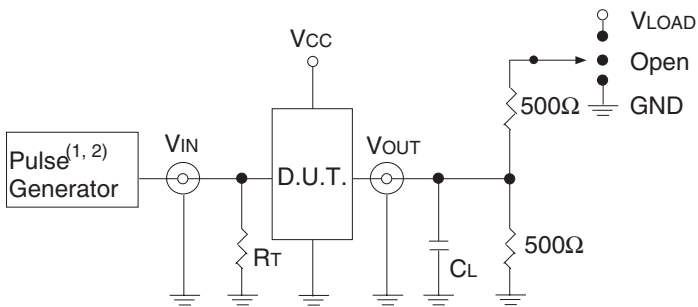 VLOAD
VCC
Open
500Ω
GND
Pulse(1, 2)
Generator
VIN
D.U.T.
VOUT
RT
CL
500Ω